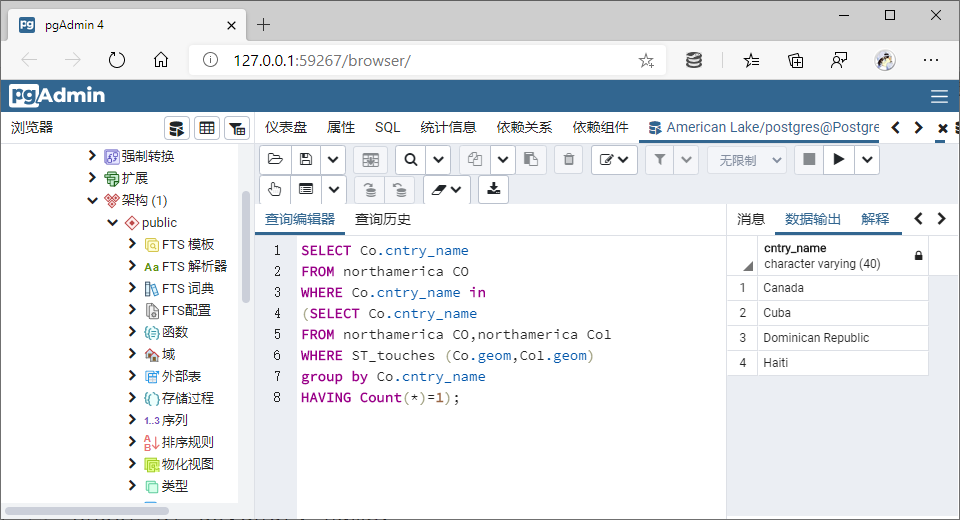 pgAdmin 4
127.0.0.1:59267/browser/
pgAdmin
浏览器
仪表盘 属性 SQL 统计信息 依赖关系 依赖组件 American Lake/postgres@Postgre
强制转换
扩展
架构 (1)
public
FTS 模板
Aa FTS 解析器
FTS 词典
FTS配置
函数
域
外部表
存储过程
1..3 序列
排序规则
物化视图
类型
无限制
查询编辑器 查询历史
1 SELECT Co.cntry_name
2 FROM northamerica CO
3 WHERE Co.cntry_name in
4 (SELECT Co.cntry_name
5 FROM northamerica CO,northamerica Col
6 WHERE ST_touches (Co.geom,Col.geom)
7 group by Co.cntry_name
8 HAVING Count(*)=1);
消息 数据输出 解释
cntry_name
character varying (40)
1 Canada
2 Cuba
3 Dominican Republic
4 Haiti